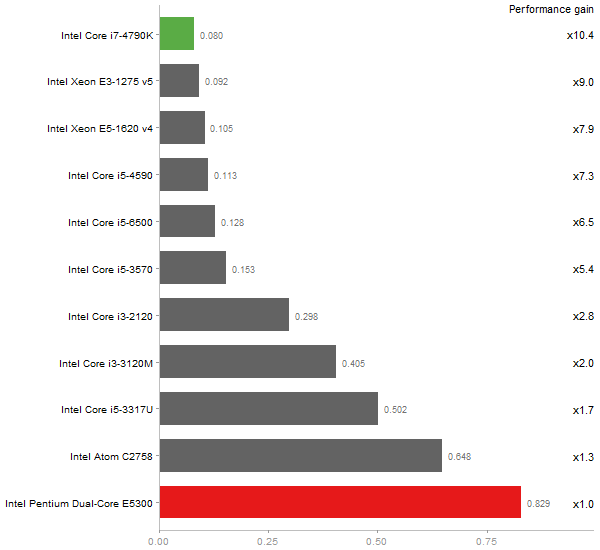 Performance gain
Intel Core i7-4790K 0.080 x10.4
Intel Xeon E3-1275 v5 0.092 x9.0
Intel Xeon E5-1620 v4 0.105 x7.9
Intel Core i5-4590 0.113 x7.3
Intel Core i5-6500 0.128 x6.5
Intel Core i5-3570 0.153 x5.4
Intel Core i3-2120 0.298 x2.8
Intel Core i3-3120M 0.405 x2.0
Intel Core i5-3317U 0.502 x1.7
Intel Atom C2758 0.648 x1.3
Intel Pentium Dual-Core E5300 0.829 x1.0
0.00 0.25 0.50 0.75